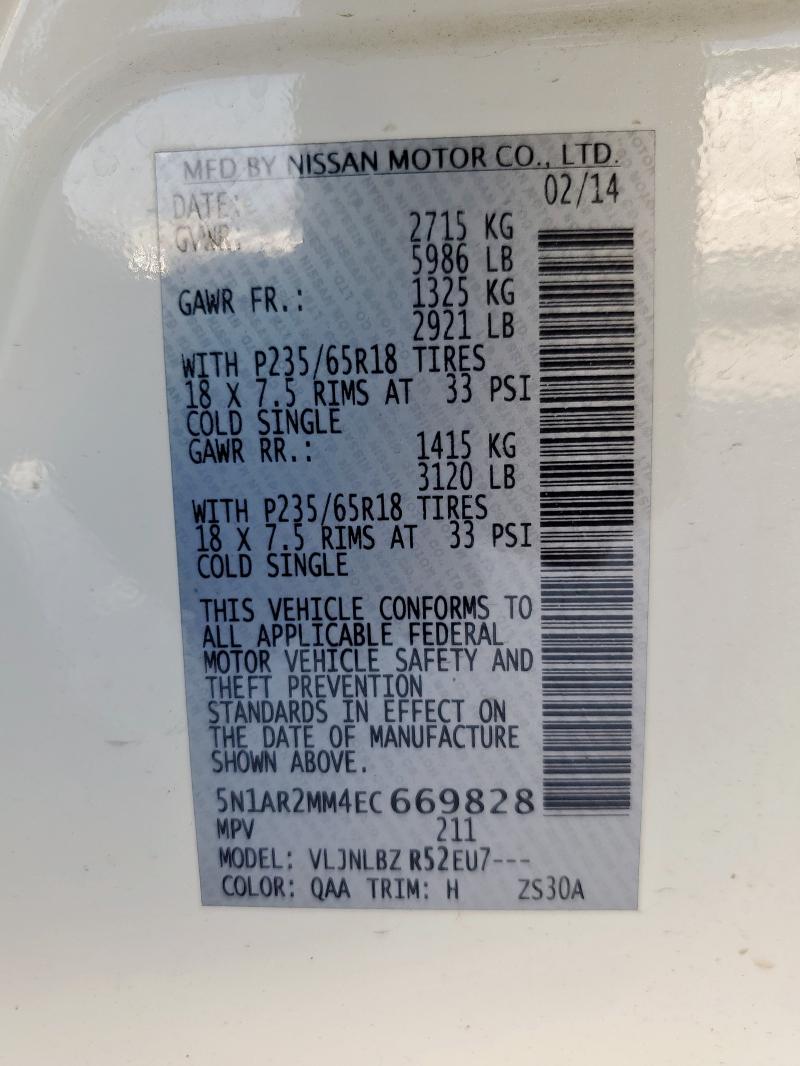 MFD BY NISSAN MOTOR CO., LTD.
DATE: 02/14
GVWR: 2715 KG
5986 LB
GAWR FR.: 1325 KG
2921 LB
WITH P235/65R18 TIRES
18 X 7.5 RIMS AT 33 PSI
COLD SINGLE
GAWR RR.: 1415 KG
3120 LB
WITH P235/65R18 TIRES
18 X 7.5 RIMS AT 33 PSI
COLD SINGLE
THIS VEHICLE CONFORMS TO
ALL APPLICABLE FEDERAL
MOTOR VEHICLE SAFETY AND
THEFT PREVENTION
STANDARDS IN EFFECT ON
THE DATE OF MANUFACTURE
SHOWN ABOVE.
5N1AR2MM4EC669828
MPV 211
MODEL: VLJNLBZ R52EU7---
COLOR: QAA TRIM: H ZS30A